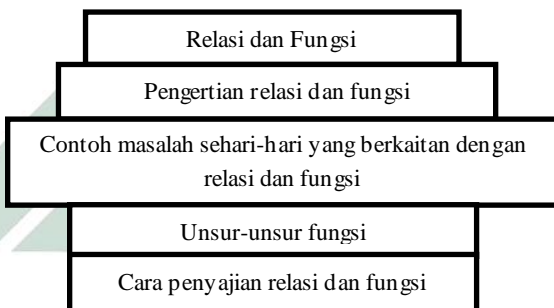 Relasi dan Fungsi
Pengertian relasi dan fungsi
Contoh masalah sehari-hari yang berkaitan dengan
relasi dan fungsi
Unsur-unsur fungsi
Cara penyajian relasi dan fungsi